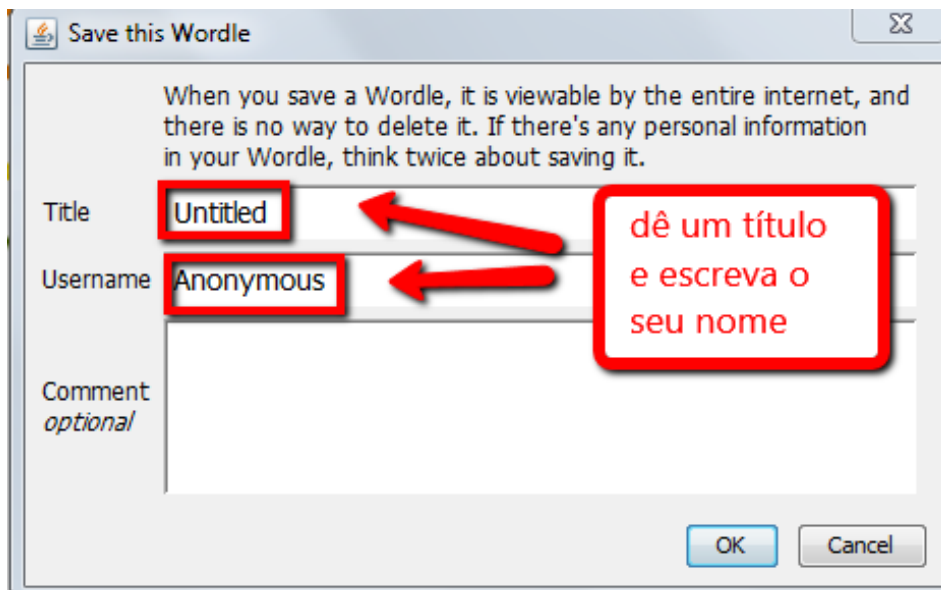 Save this Wordle
When you save a Wordle, it is viewable by the entire internet, and
there is no way to delete it. If there's any personal information
in your Wordle, think twice about saving it.
Title
Untitled
Username
Anonymous
dê um título
e escreva o
seu nome
Comment
optional
OK
Cancel